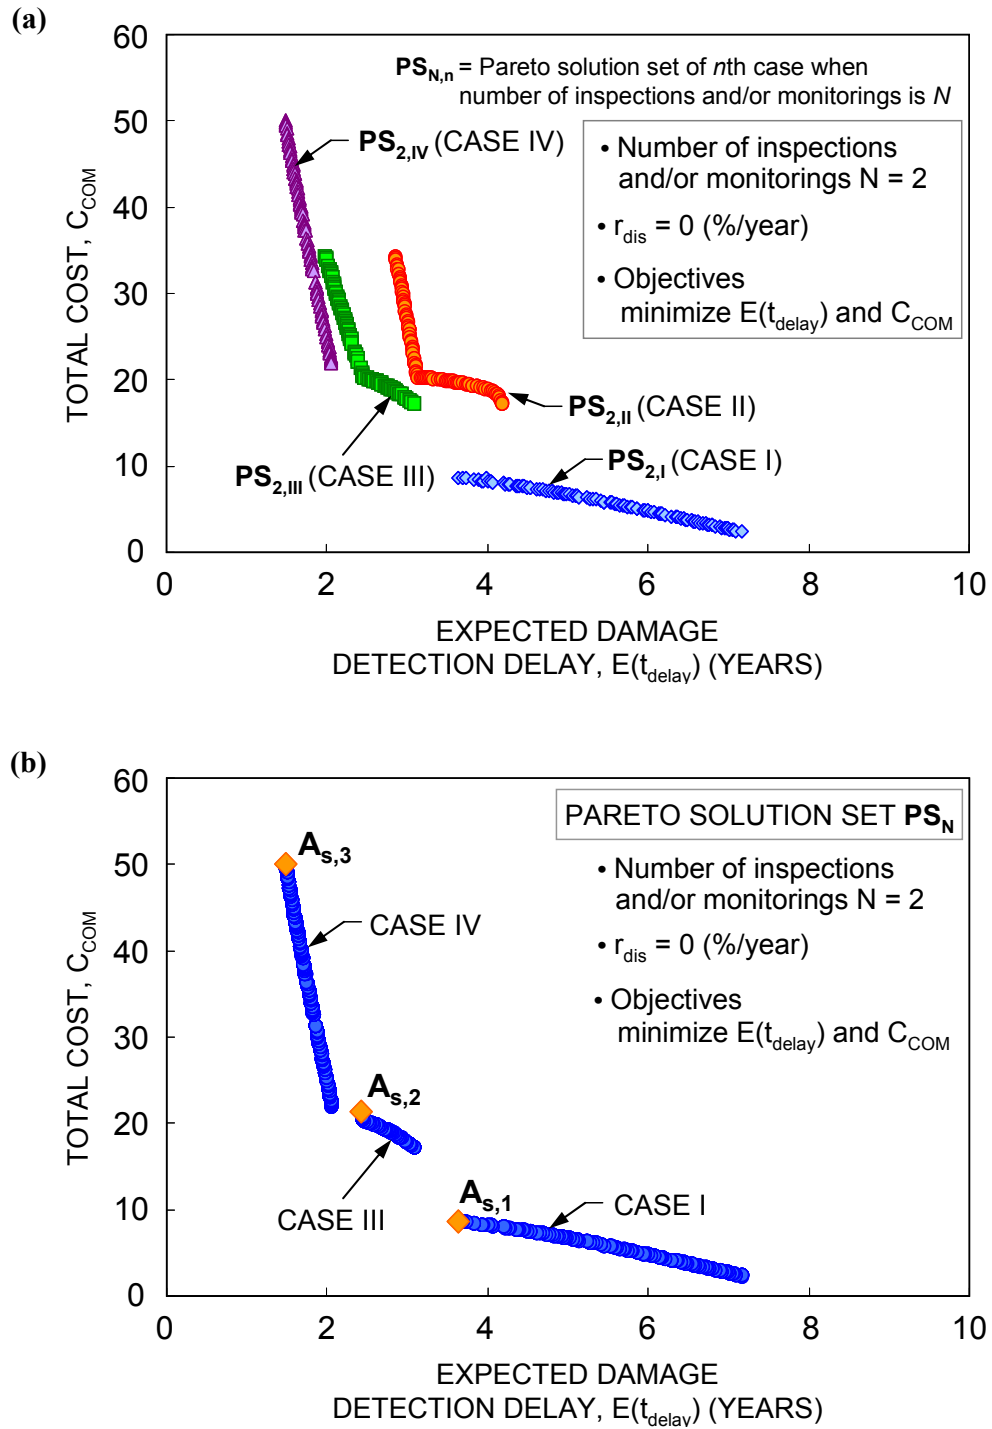 (a)
60
50
40
30
20
10
0
TOTAL COST, C_COM
PS_N,n = Pareto solution set of nth case when
number of inspections and/or monitorings is N
• Number of inspections
and/or monitorings N = 2
• r_dis = 0 (%/year)
• Objectives
minimize E(t_delay) and C_COM
PS_2,IV (CASE IV)
PS_2,II (CASE II)
PS_2,III (CASE III)
PS_2,I (CASE I)
0 2 4 6 8 10
EXPECTED DAMAGE
DETECTION DELAY, E(t_delay) (YEARS)
(b)
60
50
40
30
20
10
0
TOTAL COST, C_COM
PARETO SOLUTION SET PS_N
• Number of inspections
and/or monitorings N = 2
• r_dis = 0 (%/year)
• Objectives
minimize E(t_delay) and C_COM
A_s,3
CASE IV
A_s,2
CASE III
A_s,1
CASE I
0 2 4 6 8 10
EXPECTED DAMAGE
DETECTION DELAY, E(t_delay) (YEARS)